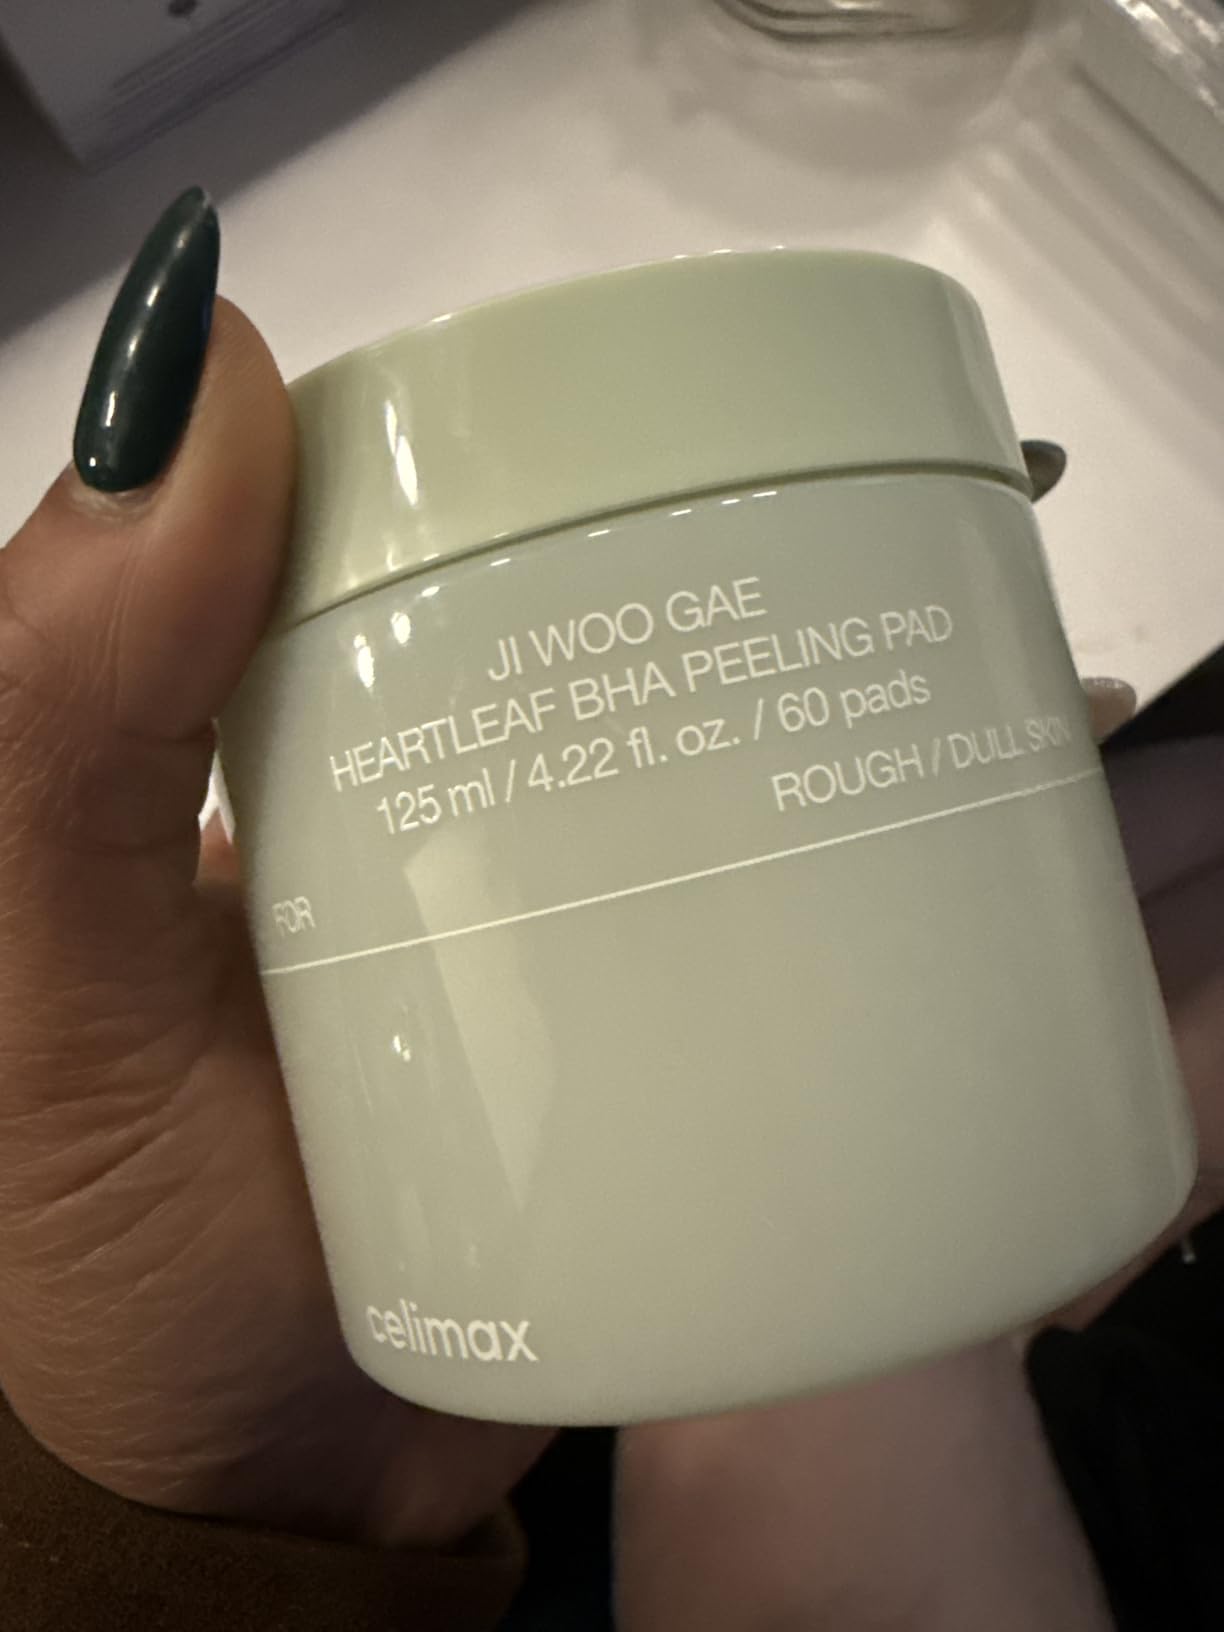 JI WOO GAE
HEARTLEAF BHA PEELING PAD
125 ml / 4.22 fl. oz. / 60 pads
FOR
ROUGH / DULL SKIN
celimax